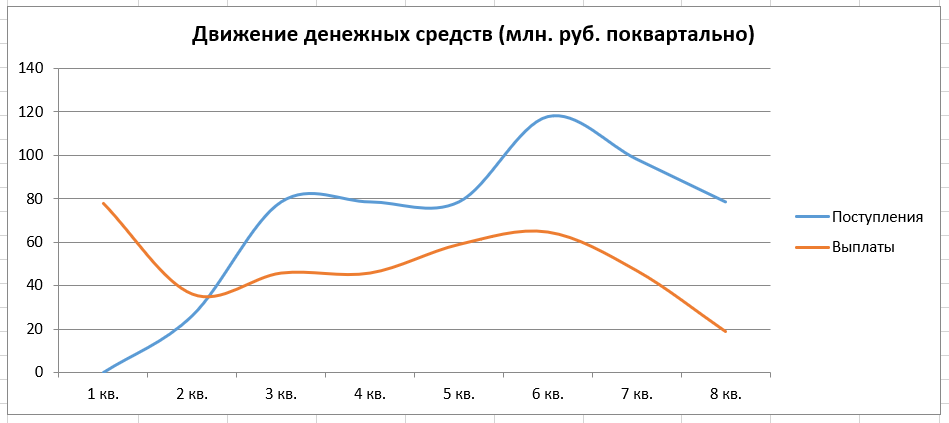 Движение денежных средств (млн. руб. поквартально)
140
120
100
80
60
40
20
0
1 кв. 2 кв. 3 кв. 4 кв. 5 кв. 6 кв. 7 кв. 8 кв.
Поступления
Выплаты